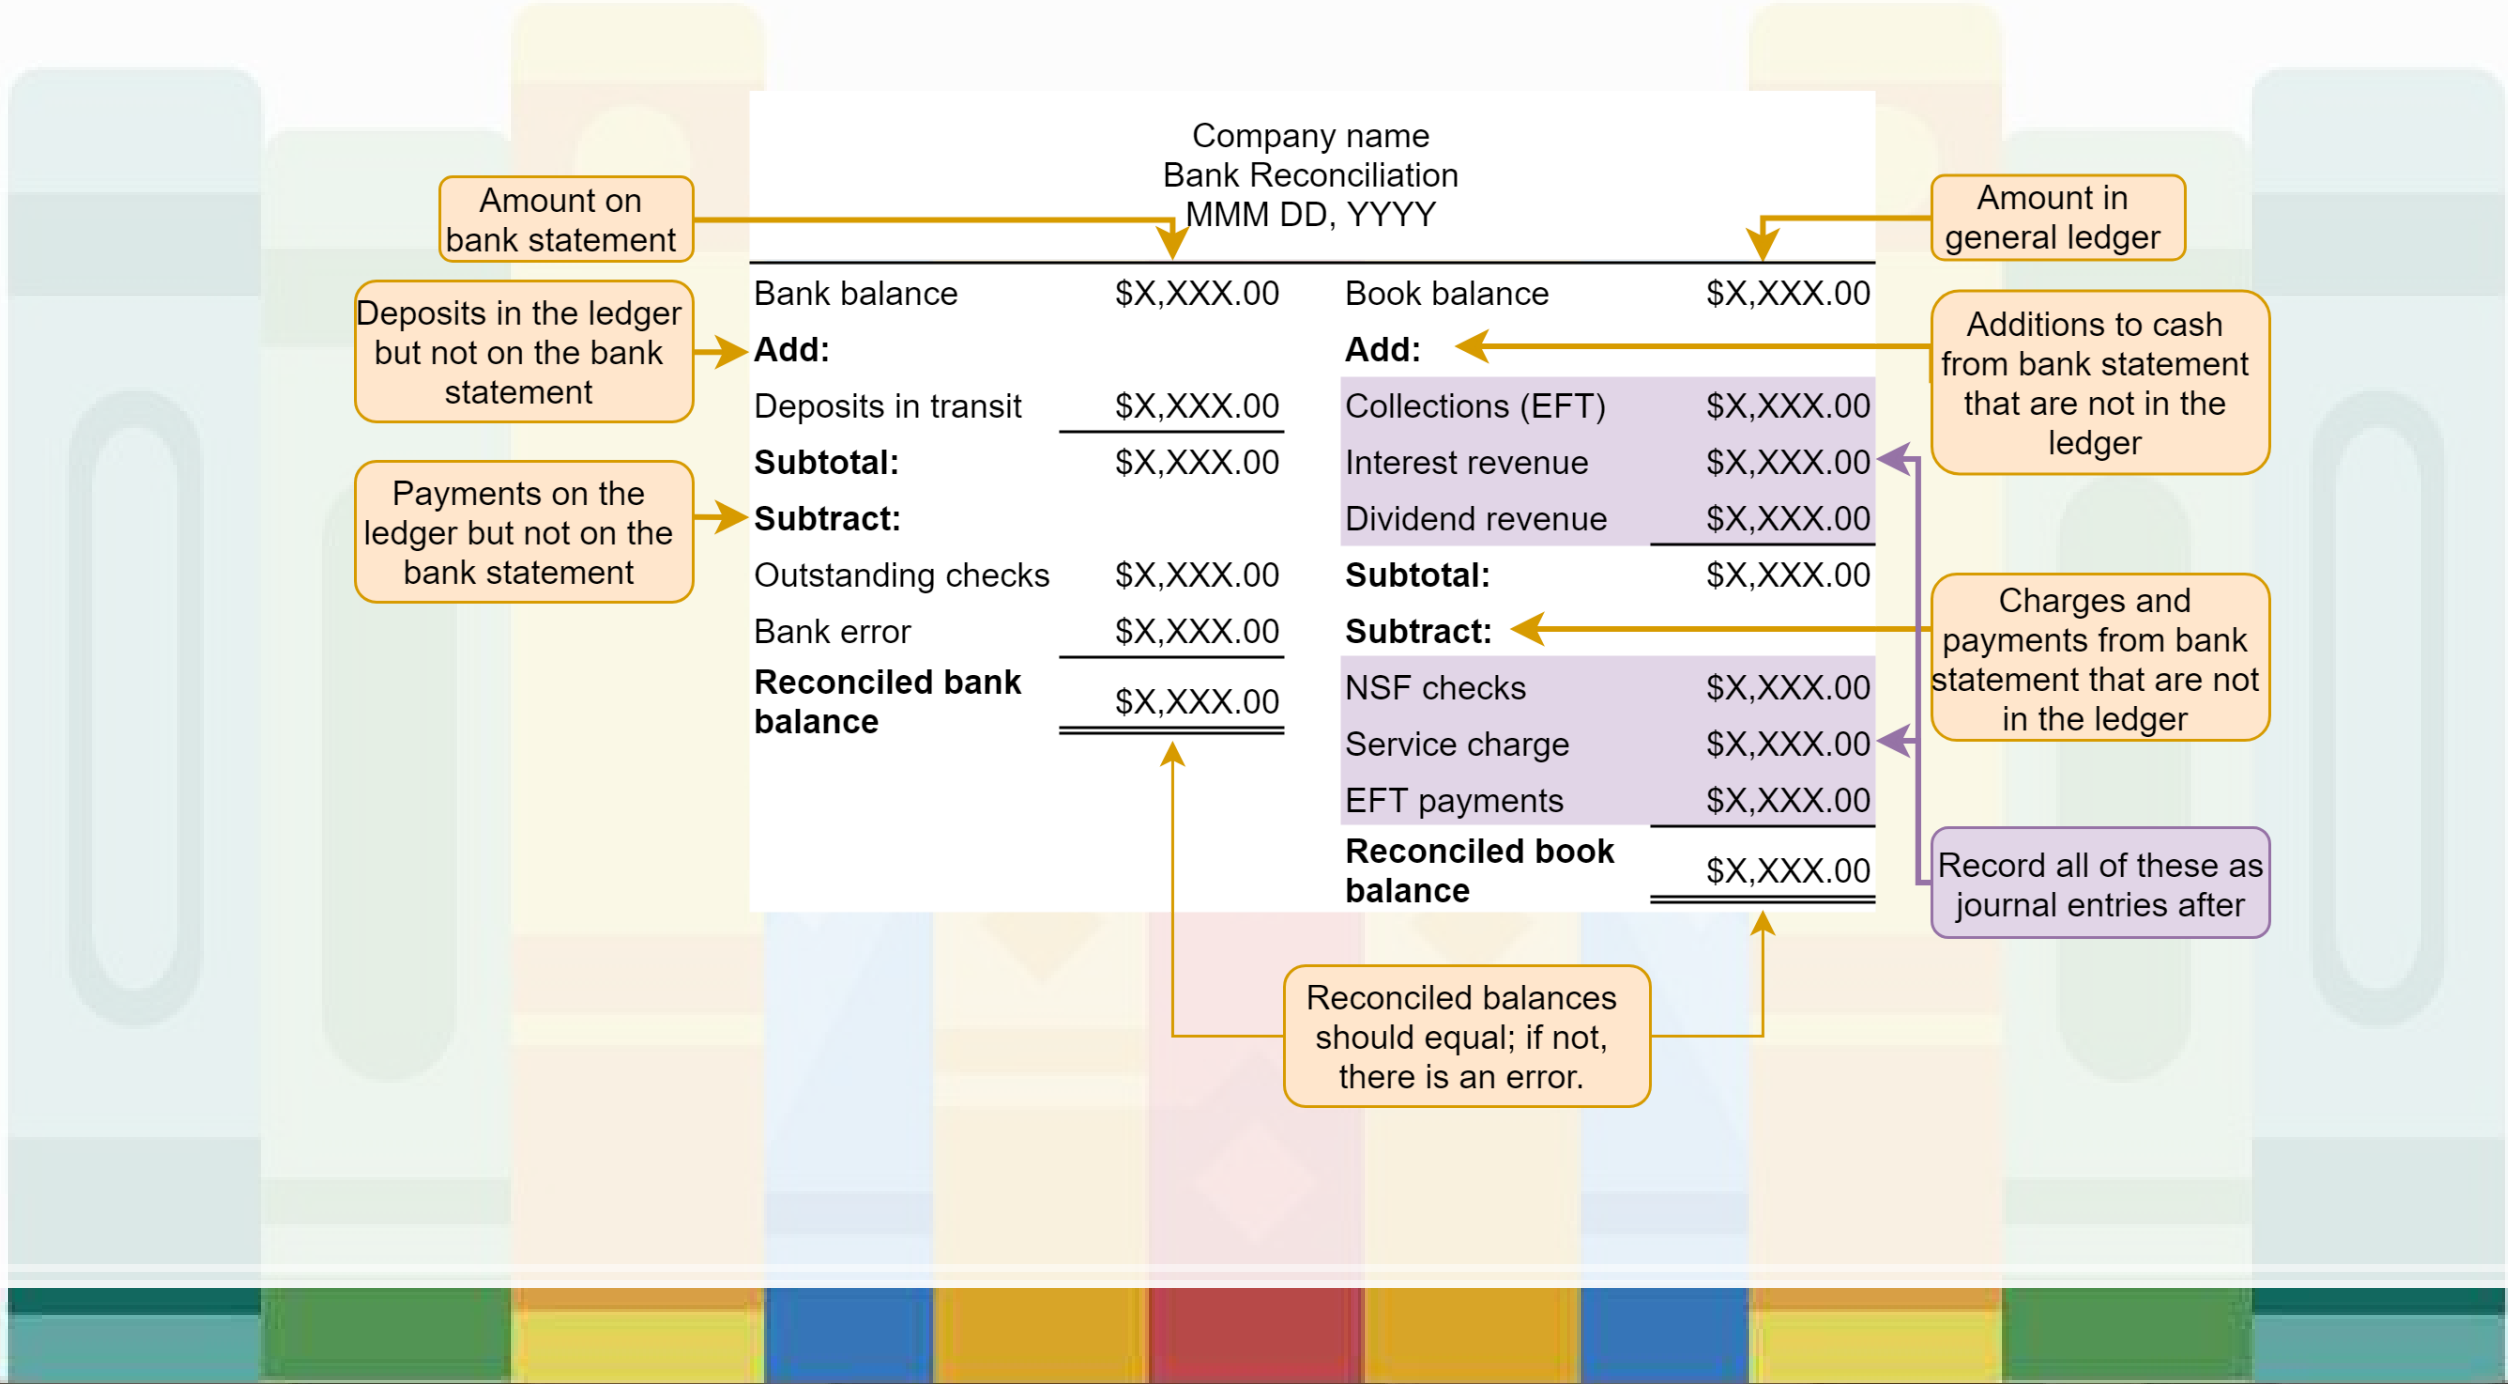 Company name
Bank Reconciliation
MMM DD, YYYY
Amount on
bank statement
Amount in
general ledger
Deposits in the ledger
but not on the bank
statement
Payments on the
ledger but not on the
bank statement
Bank balance $X,XXX.00
Add:
Deposits in transit $X,XXX.00
Subtotal: $X,XXX.00
Subtract:
Outstanding checks $X,XXX.00
Bank error $X,XXX.00
Reconciled bank
balance $X,XXX.00
Book balance $X,XXX.00
Add:
Collections (EFT) $X,XXX.00
Interest revenue $X,XXX.00
Dividend revenue $X,XXX.00
Subtotal: $X,XXX.00
Subtract:
NSF checks $X,XXX.00
Service charge $X,XXX.00
EFT payments $X,XXX.00
Reconciled book
balance $X,XXX.00
Additions to cash
from bank statement
that are not in the
ledger
Charges and
payments from bank
statement that are not
in the ledger
Record all of these as
journal entries after
Reconciled balances
should equal; if not,
there is an error.